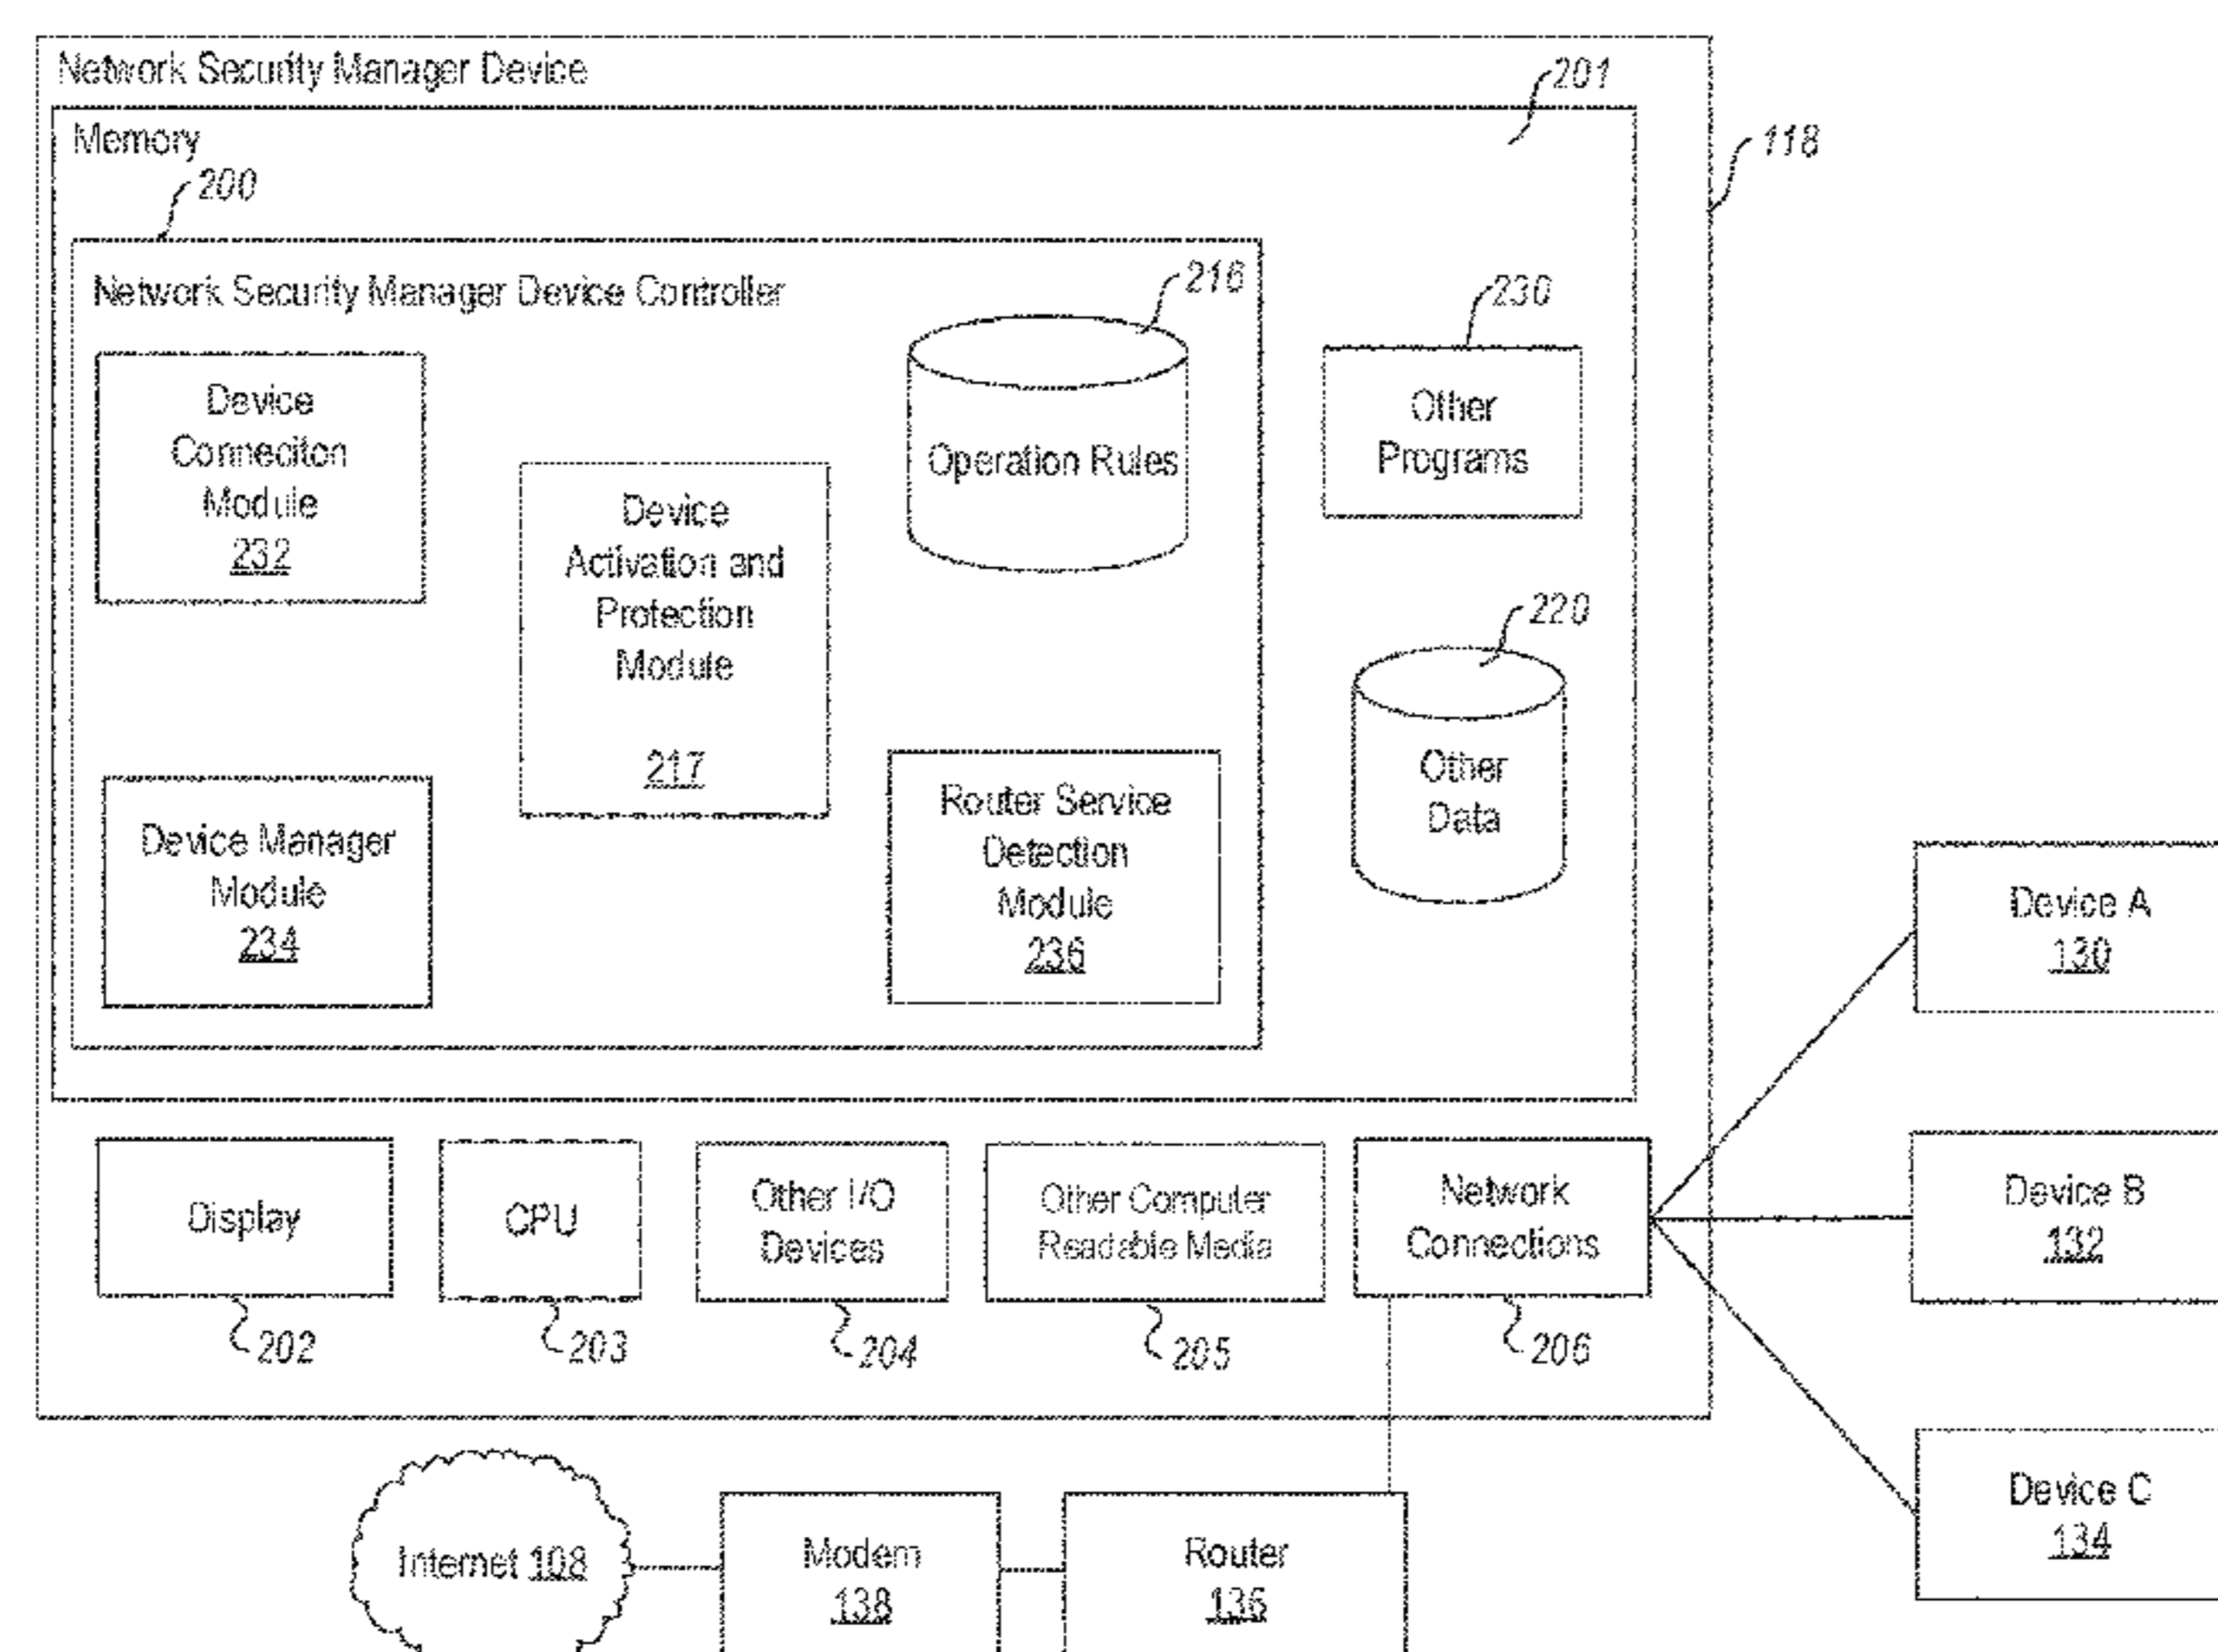 Network Security Manager Device
201
Memory
118
200
Network Security Manager Device Controller
216
230
Device
Conneciton
Module
232
Operation Rules
Other
Programs
Device
Activation and
Protection
Module
217
220
Other
Data
Device Manager
Module
234
Router Service
Detection
Module
236
Device A
130
Display
CPU
Other I/O
Devices
Other Computer
Readable Media
Network
Connections
Device B
132
202
203
204
205
206
Device C
134
Internet 108
Modem
138
Router
136